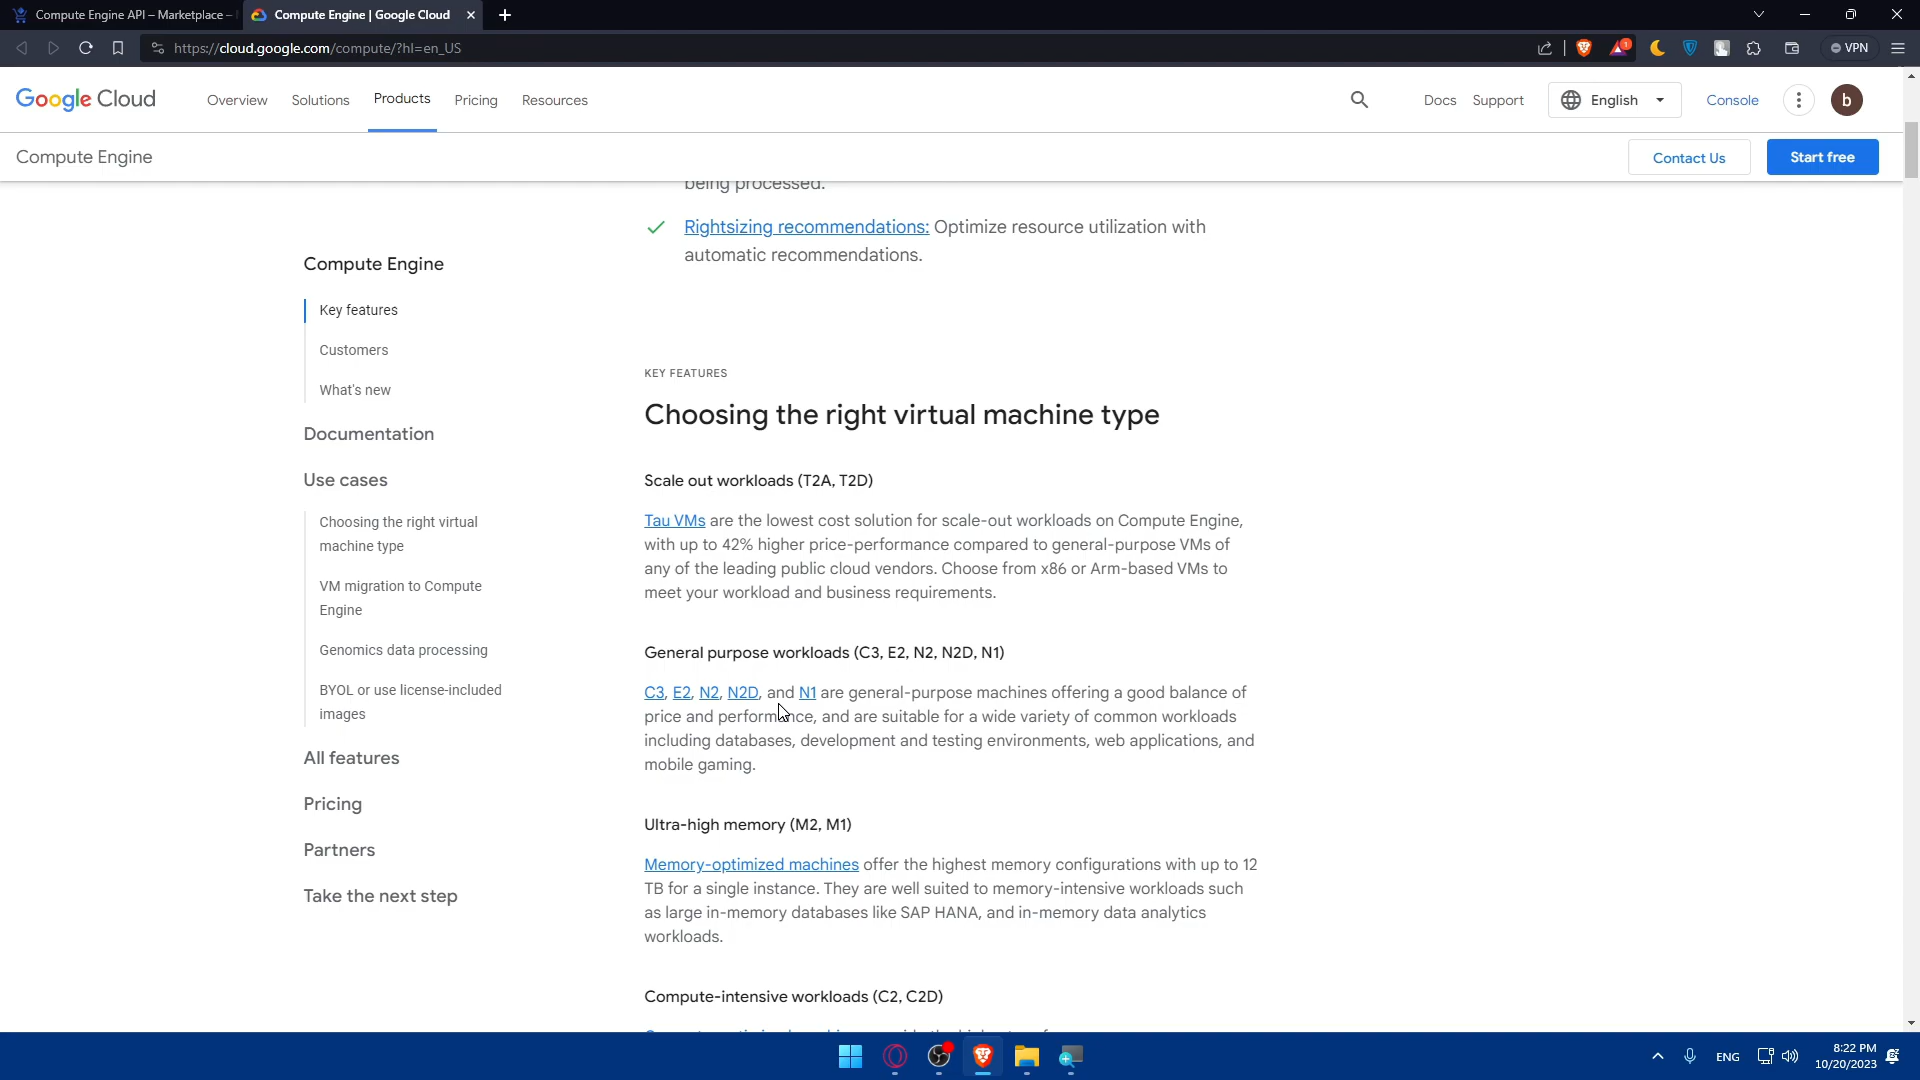 Compute Engine API – Marketplace –
Compute Engine | Google Cloud
https://cloud.google.com/compute/?hl=en_US
1
VPN
Google Cloud
Overview
Solutions
Products
Pricing
Resources
Docs
Support
English
Console
b
Compute Engine
Contact Us
Start free
being processed.
Rightsizing recommendations: Optimize resource utilization with
automatic recommendations.
Compute Engine
Key features
Customers
What's new
Documentation
Use cases
Choosing the right virtual
machine type
VM migration to Compute
Engine
Genomics data processing
BYOL or use license-included
images
All features
Pricing
Partners
Take the next step
KEY FEATURES
Choosing the right virtual machine type
Scale out workloads (T2A, T2D)
Tau VMs are the lowest cost solution for scale-out workloads on Compute Engine,
with up to 42% higher price-performance compared to general-purpose VMs of
any of the leading public cloud vendors. Choose from x86 or Arm-based VMs to
meet your workload and business requirements.
General purpose workloads (C3, E2, N2, N2D, N1)
C3, E2, N2, N2D, and N1 are general-purpose machines offering a good balance of
price and performance, and are suitable for a wide variety of common workloads
including databases, development and testing environments, web applications, and
mobile gaming.
Ultra-high memory (M2, M1)
Memory-optimized machines offer the highest memory configurations with up to 12
TB for a single instance. They are well suited to memory-intensive workloads such
as large in-memory databases like SAP HANA, and in-memory data analytics
workloads.
Compute-intensive workloads (C2, C2D)
ENG
8:22 PM
10/20/2023